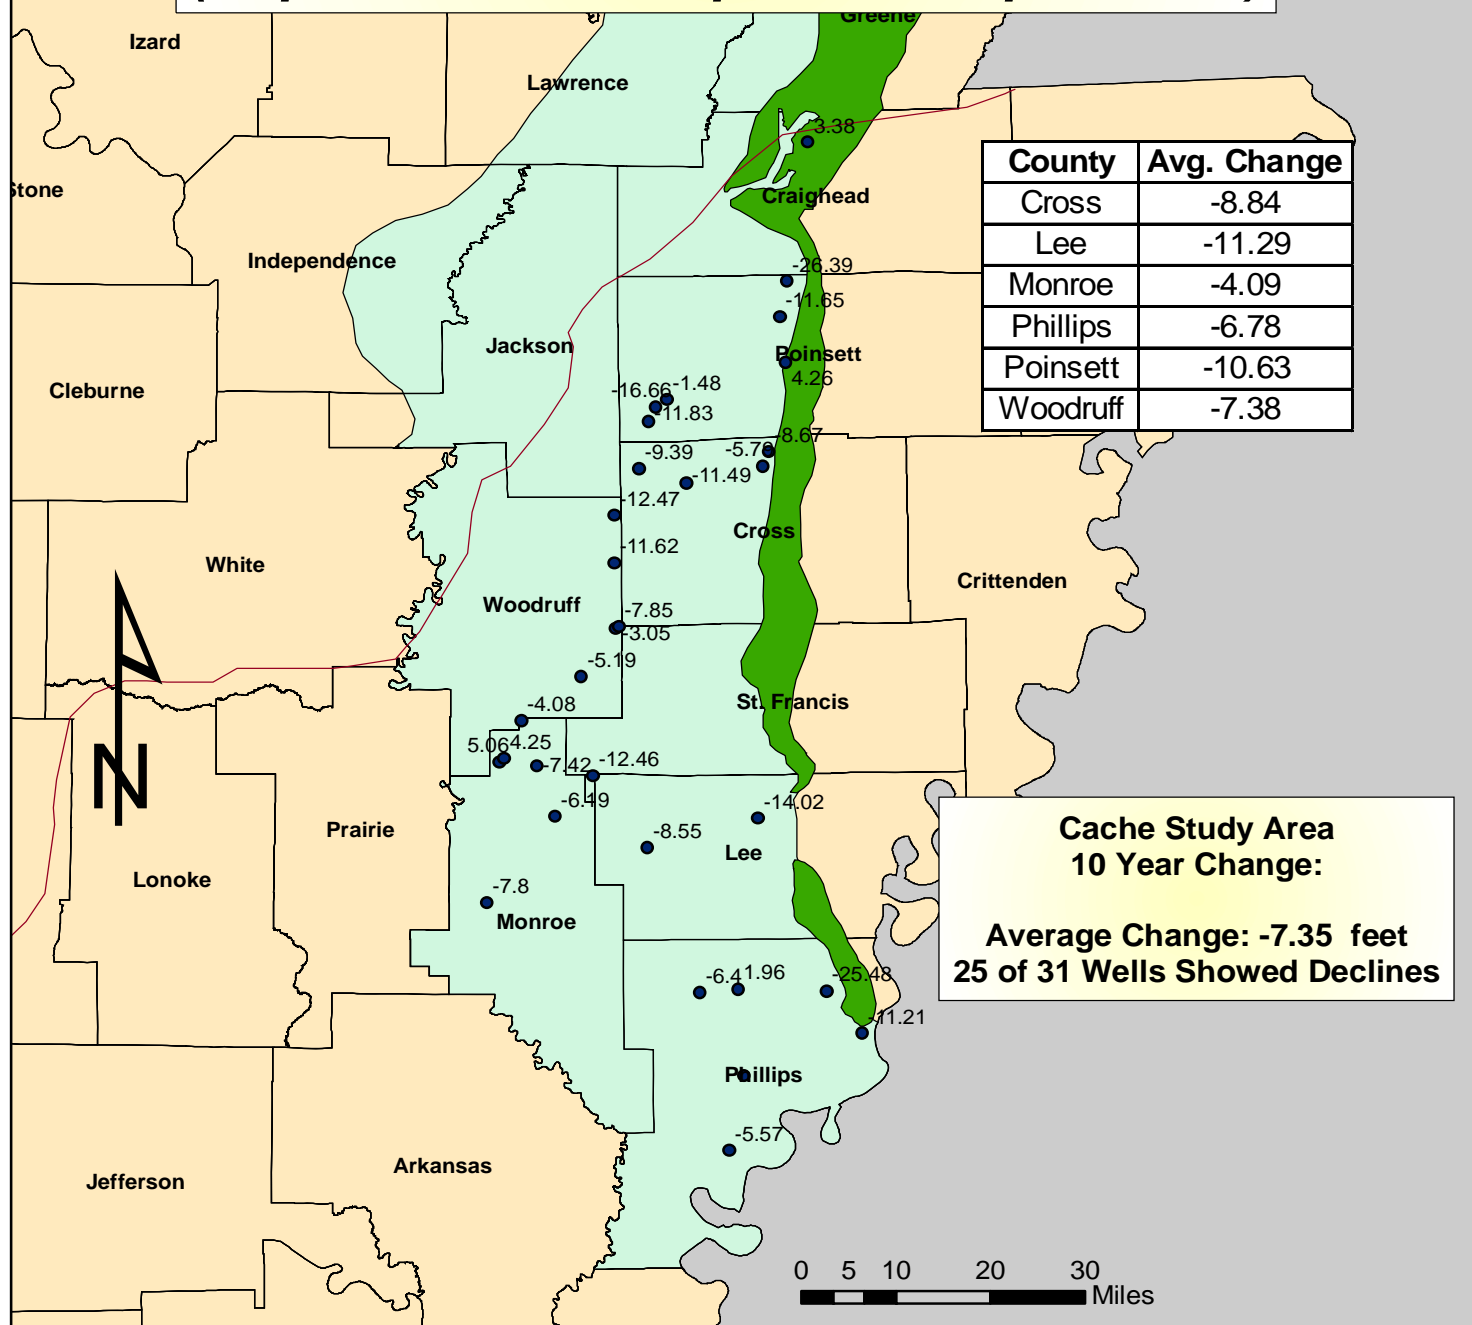 Greene
Izard
Lawrence
3.38
Stone
Craighead
County Avg. Change
Cross -8.84
Lee -11.29
Monroe -4.09
Phillips -6.78
Poinsett -10.63
Woodruff -7.38
Independence
-26.39
-11.65
Jackson
Poinsett
4.26
Cleburne
-16.66
-1.48
-11.83
-8.67
-9.39
-5.79
-11.49
-12.47
Cross
-11.62
White
Crittenden
Woodruff
-7.85
-3.05
-5.19
St. Francis
-4.08
5.06
4.25
-7.42
-12.46
N
-6.19
-14.02
Prairie
-8.55
Lee
Lonoke
-7.8
Monroe
Cache Study Area
10 Year Change:
Average Change: -7.35 feet
25 of 31 Wells Showed Declines
-6.4
1.96
-25.48
-11.21
Phillips
-5.57
Arkansas
Jefferson
0 5 10 20 30
Miles